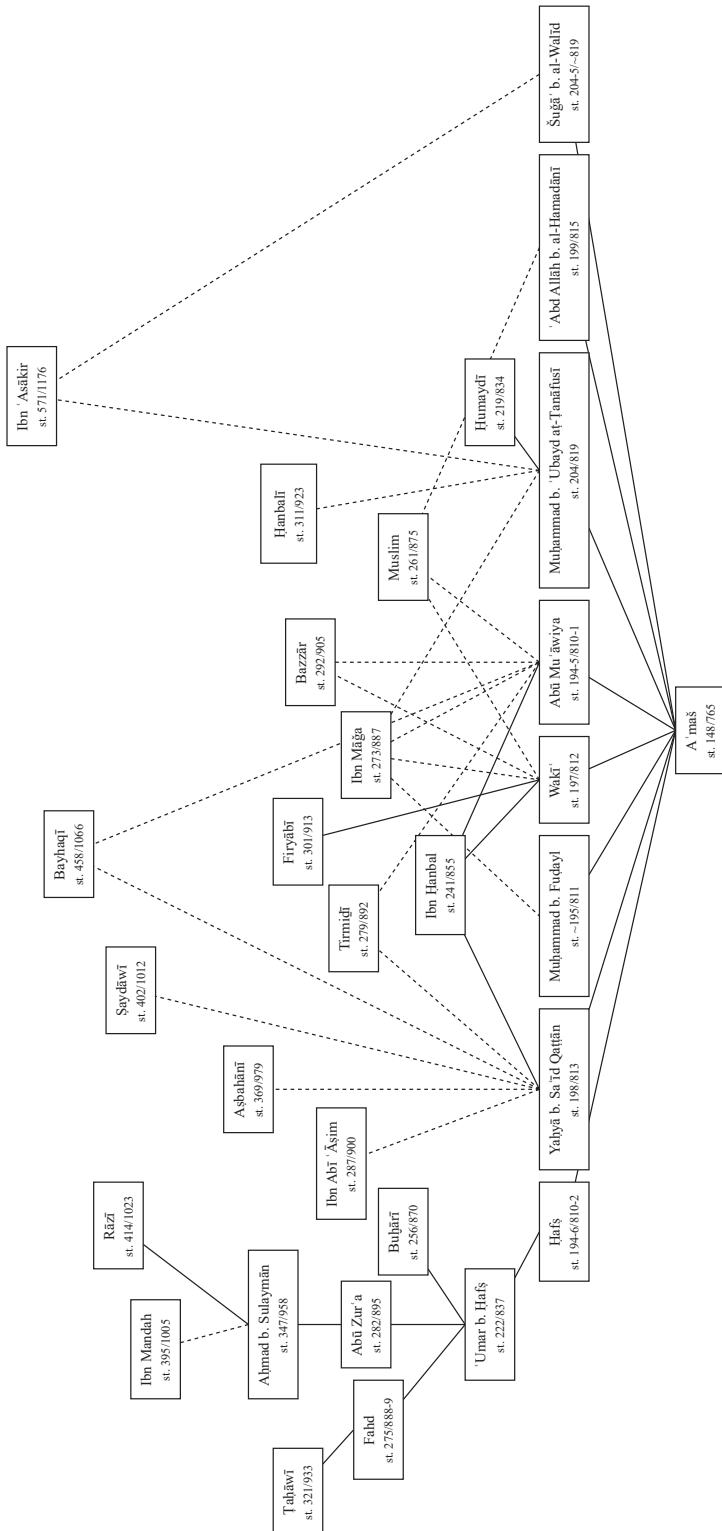 Ibn ʿAsākir
st. 571/1176
Bayhaqī
st. 458/1066
Ṣaydāwī
st. 402/1012
Rāzī
st. 414/1023
Ibn Mandah
st. 395/1005
Aṣbahānī
st. 369/979
Aḥmad b. Sulaymān
st. 347/958
Ṭaḥāwī
st. 321/933
Ḥanbalī
st. 311/923
Bazzār
st. 292/905
Firyābī
st. 301/913
Ibn Abī ʿĀṣim
st. 287/900
Ibn Māǧa
st. 273/887
Tirmiḏī
st. 279/892
Abū Zurʿa
st. 282/895
Fahd
st. 275/888-9
Muslim
st. 261/875
Buḫārī
st. 256/870
Ibn Ḥanbal
st. 241/855
Ḥumaydī
st. 219/834
ʿUmar b. Ḥafṣ
st. 222/837
Ḥafṣ
st. 194-6/810-2
Yaḥyā b. Saʿīd Qaṭṭān
st. 198/813
Muḥammad b. Fuḍayl
st. ~195/811
Wakīʿ
st. 197/812
Abū Muʿāwiya
st. 194-5/810-1
Muḥammad b. ʿUbayd aṭ-Ṭanāfusī
st. 204/819
ʿAbd Allāh b. al-Hamadānī
st. 199/815
Šuǧāʿ b. al-Walīd
st. 204-5/~819
Aʿmaš
st. 148/765